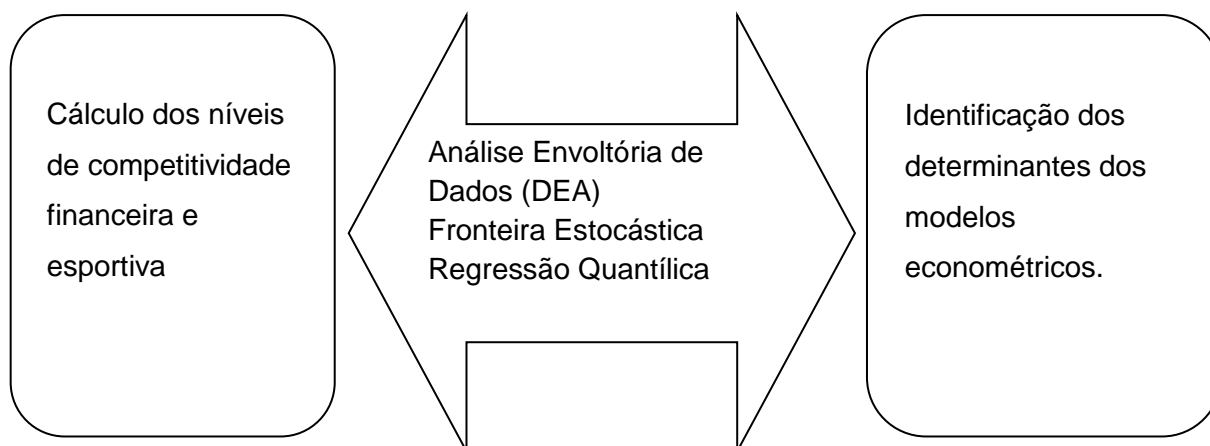 Cálculo dos níveis
de competitividade
financeira e
esportiva
Análise Envoltória de
Dados (DEA)
Fronteira Estocástica
Regressão Quantílica
Identificação dos
determinantes dos
modelos
econométricos.